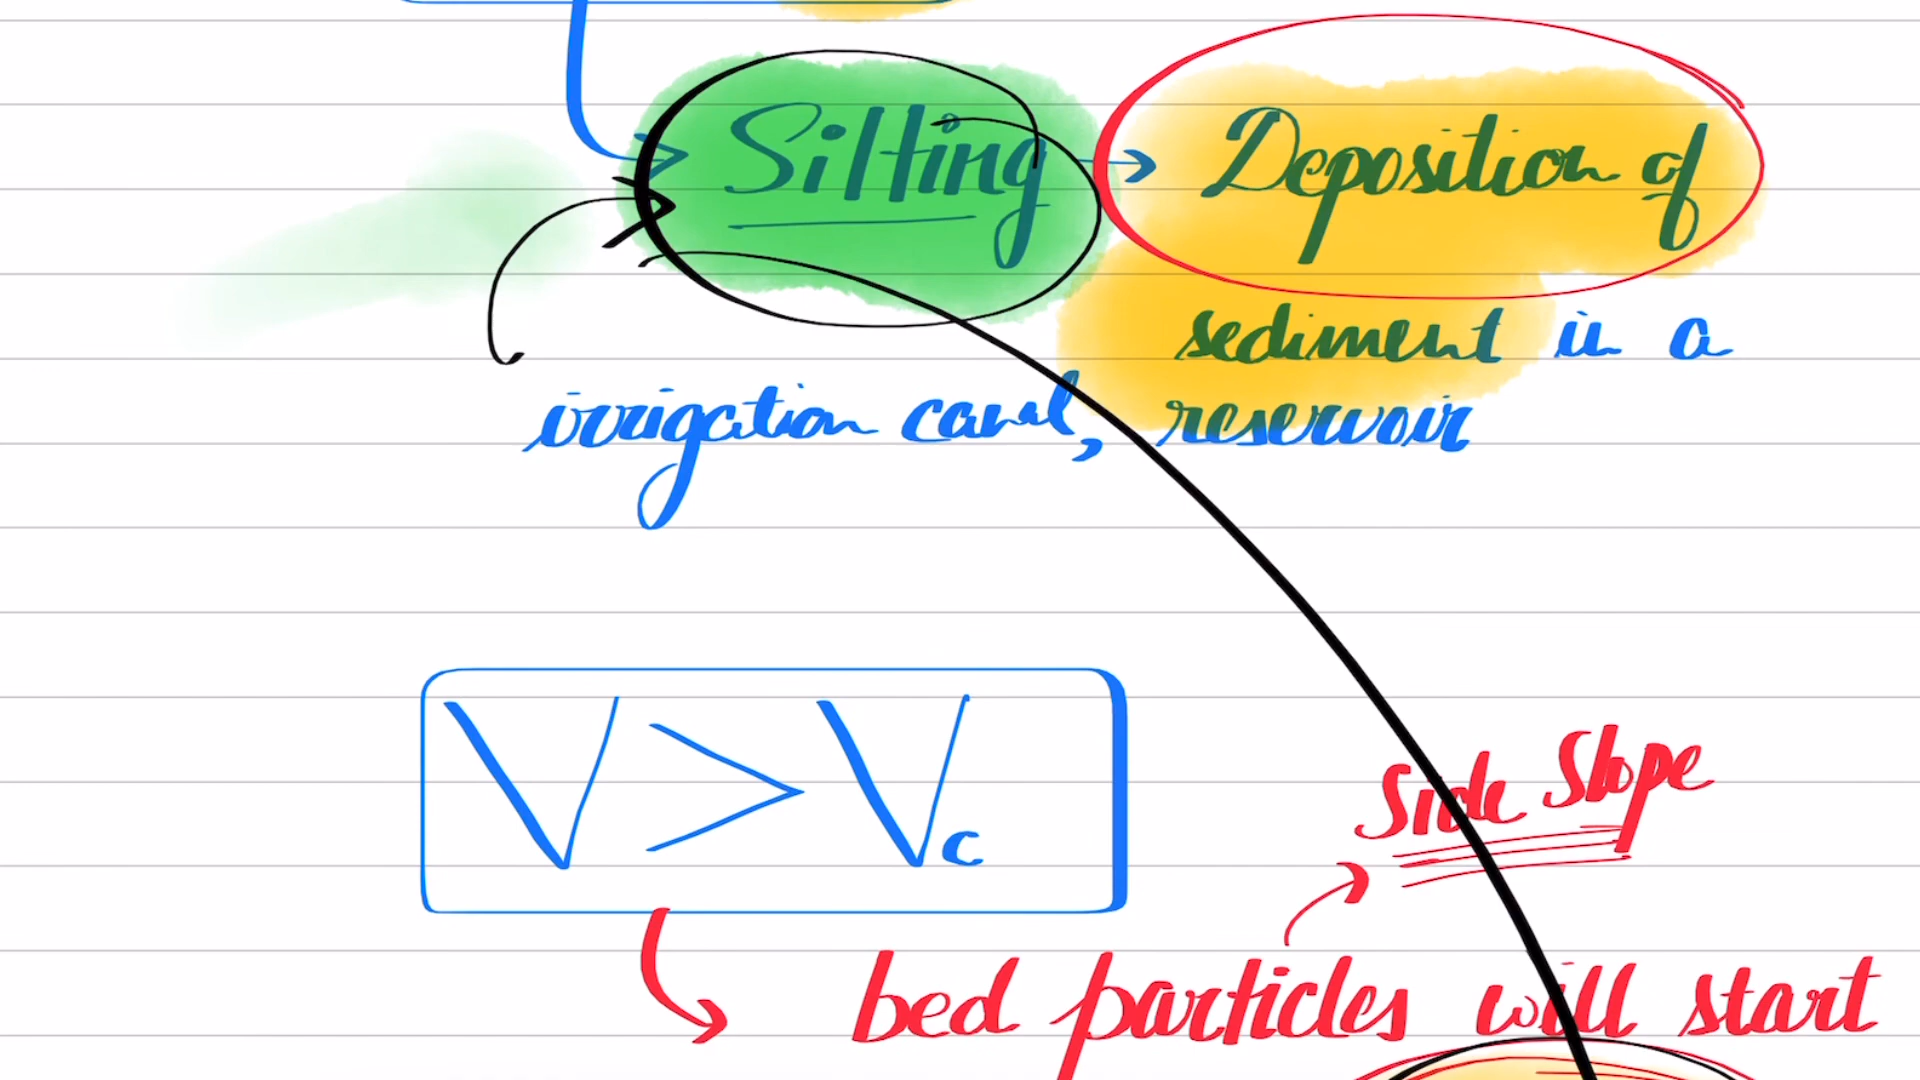 Silting → Deposition of
sediment in a
irrigation canal, reservoir
V > Vc
Side Slope
bed particles will start